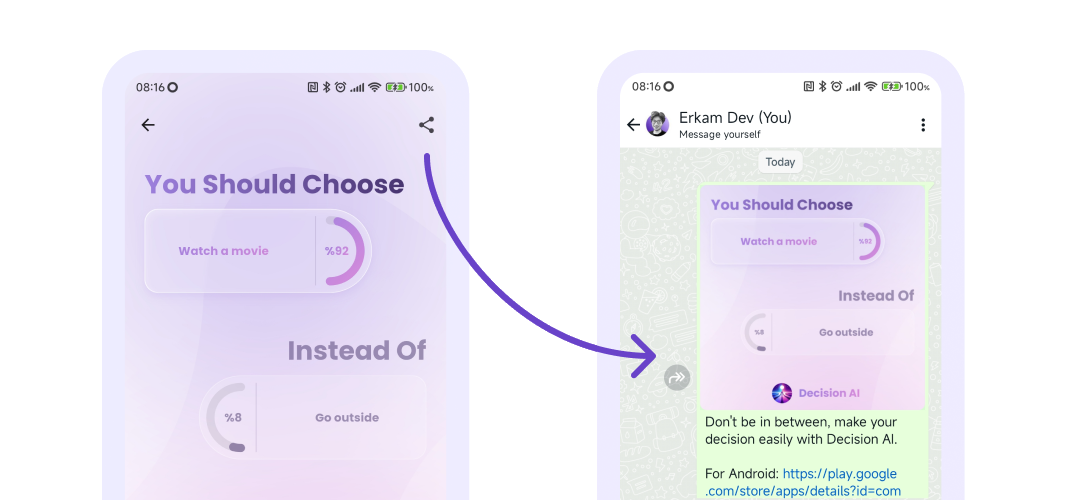 08:16
100%
You Should Choose
Watch a movie
%92
Instead Of
%8
Go outside
08:16
100%
Erkam Dev (You)
Message yourself
Today
You Should Choose
Watch a movie
%92
Instead Of
%8
Go outside
Decision AI
Don't be in between, make your
decision easily with Decision AI.
For Android: https://play.google
.com/store/apps/details?id=com